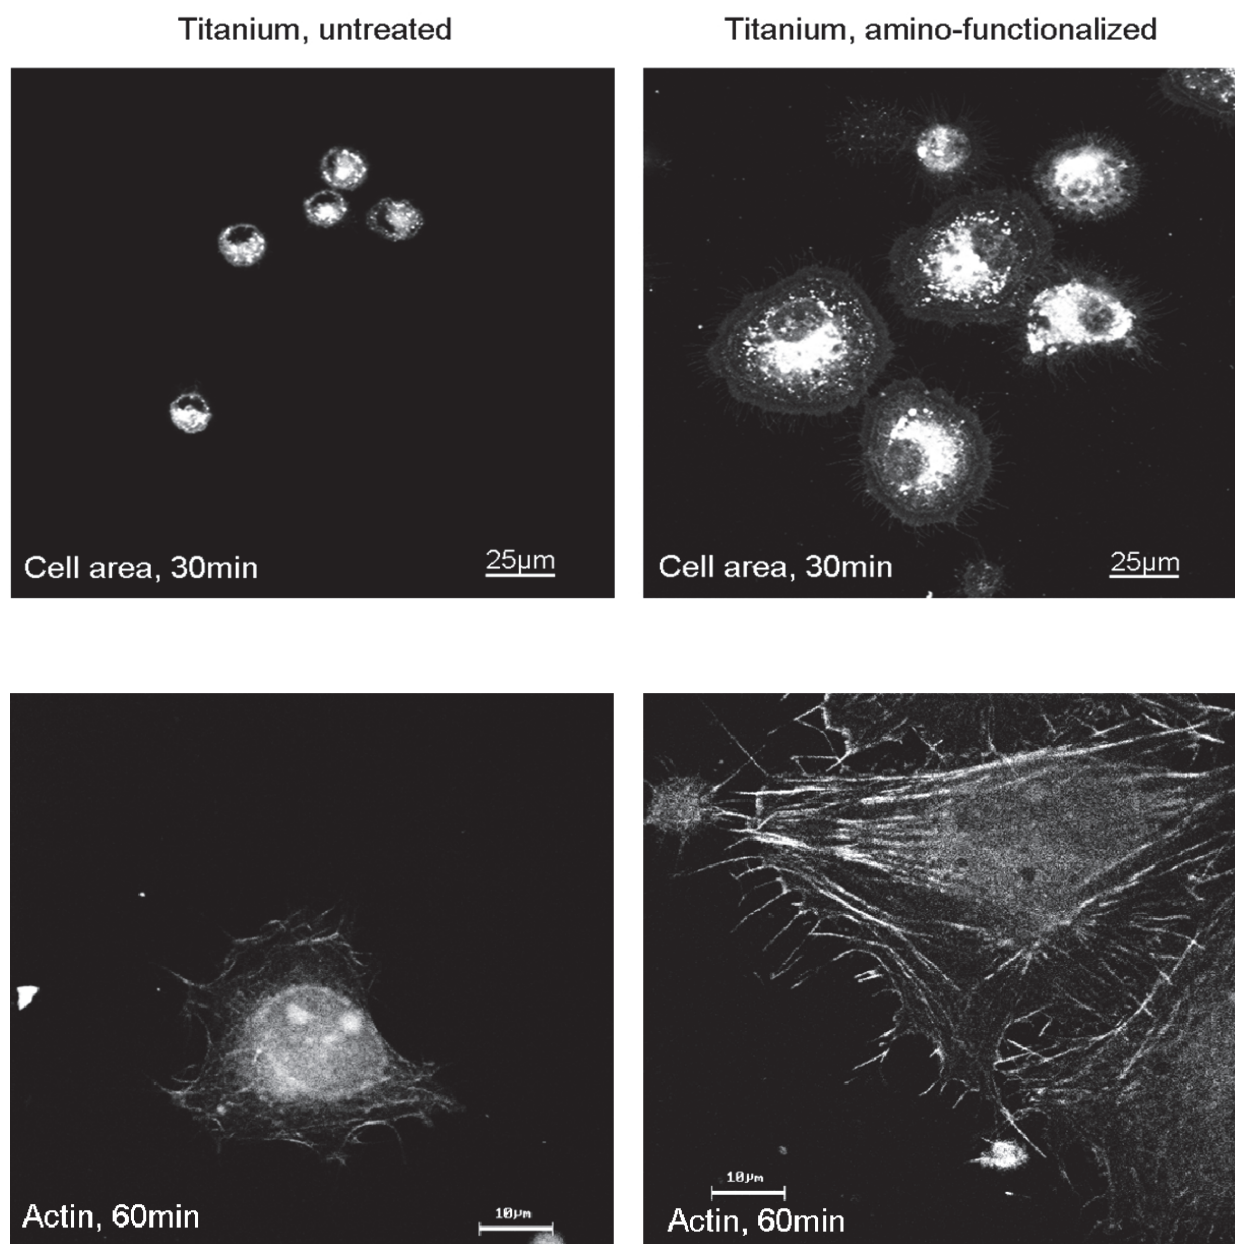 Titanium, untreated
Titanium, amino-functionalized
Cell area, 30min
25µm
Cell area, 30min
25µm
Actin, 60min
10µm
10µm
Actin, 60min